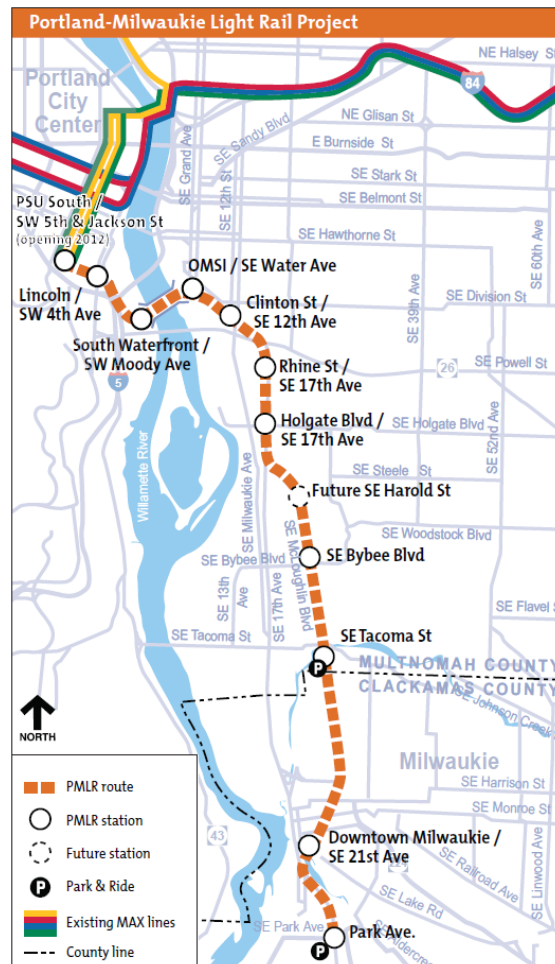 Portland-Milwaukie Light Rail Project
NE Halsey St
Portland
City
Center
84
NE Glisan St
SE Sandy Blvd
E Burnside St
SE Grand Ave
SE 12th St
SE Stark St
SE Belmont St
PSU South /
SW 5th & Jackson St
(opening 2012)
SE Hawthorne St
SE 60th Ave
OMSI / SE Water Ave
SE 39th Ave
SE Division St
Lincoln /
SW 4th Ave
Clinton St /
SE 12th Ave
South Waterfront /
SW Moody Ave
SE Powell St
26
5
Rhine St /
SE 17th Ave
Holgate Blvd /
SE 17th Ave
SE Holgate Blvd
SE 52nd Ave
SE Steele St
Willamette River
SE Milwaukie Ave
Future SE Harold St
SE McLoughlin Blvd
SE Woodstock Blvd
SE Bybee Blvd
SE Bybee Blvd
SE 13th
Ave
SE 17th Ave
SE Flavel S
SE Tacoma St
SE Tacoma St
P
MULTNOMAH COUNTY
CLACKAMAS COUNTY
SE Johnson Creek
NORTH
Milwaukie
SE Harrison St
SE Monroe St
43
Downtown Milwaukie /
SE 21st Ave
SE Railroad Ave
SE Linwood Ave
SE Lake Rd
SE Park Ave
Park Ave.
P
PMLR route
PMLR station
Future station
P
Park & Ride
Existing MAX lines
County line